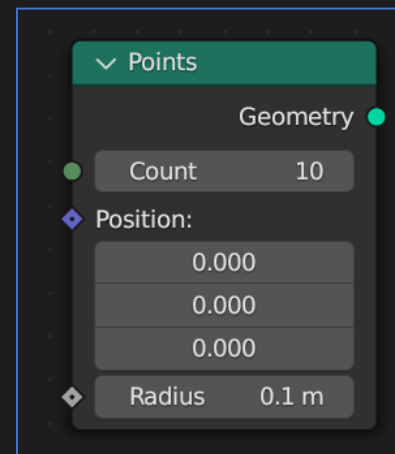 Points
Geometry
Count 10
Position:
0.000
0.000
0.000
Radius 0.1 m